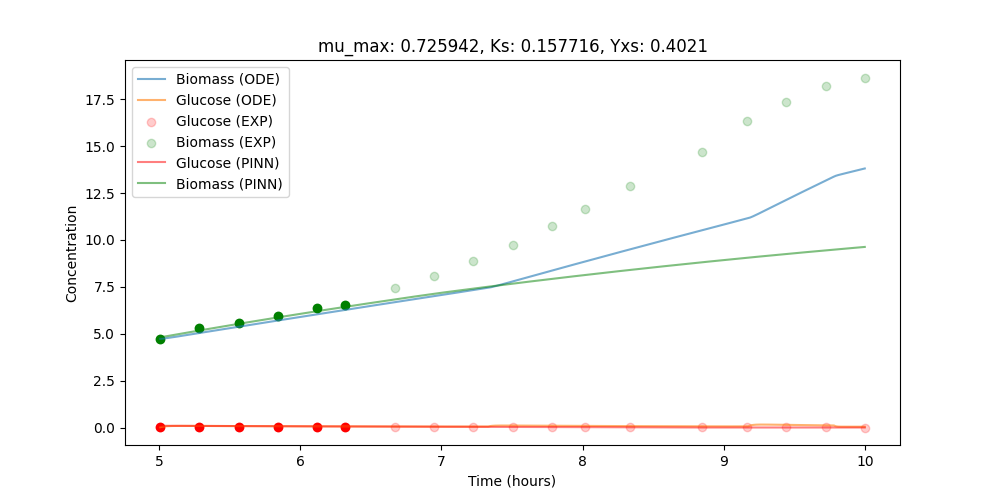 mu_max: 0.725942, Ks: 0.157716, Yxs: 0.4021
Biomass (ODE)
Glucose (ODE)
Glucose (EXP)
Biomass (EXP)
Glucose (PINN)
Biomass (PINN)
17.5
15.0
12.5
10.0
7.5
5.0
2.5
0.0
Concentration
5 6 7 8 9 10
Time (hours)